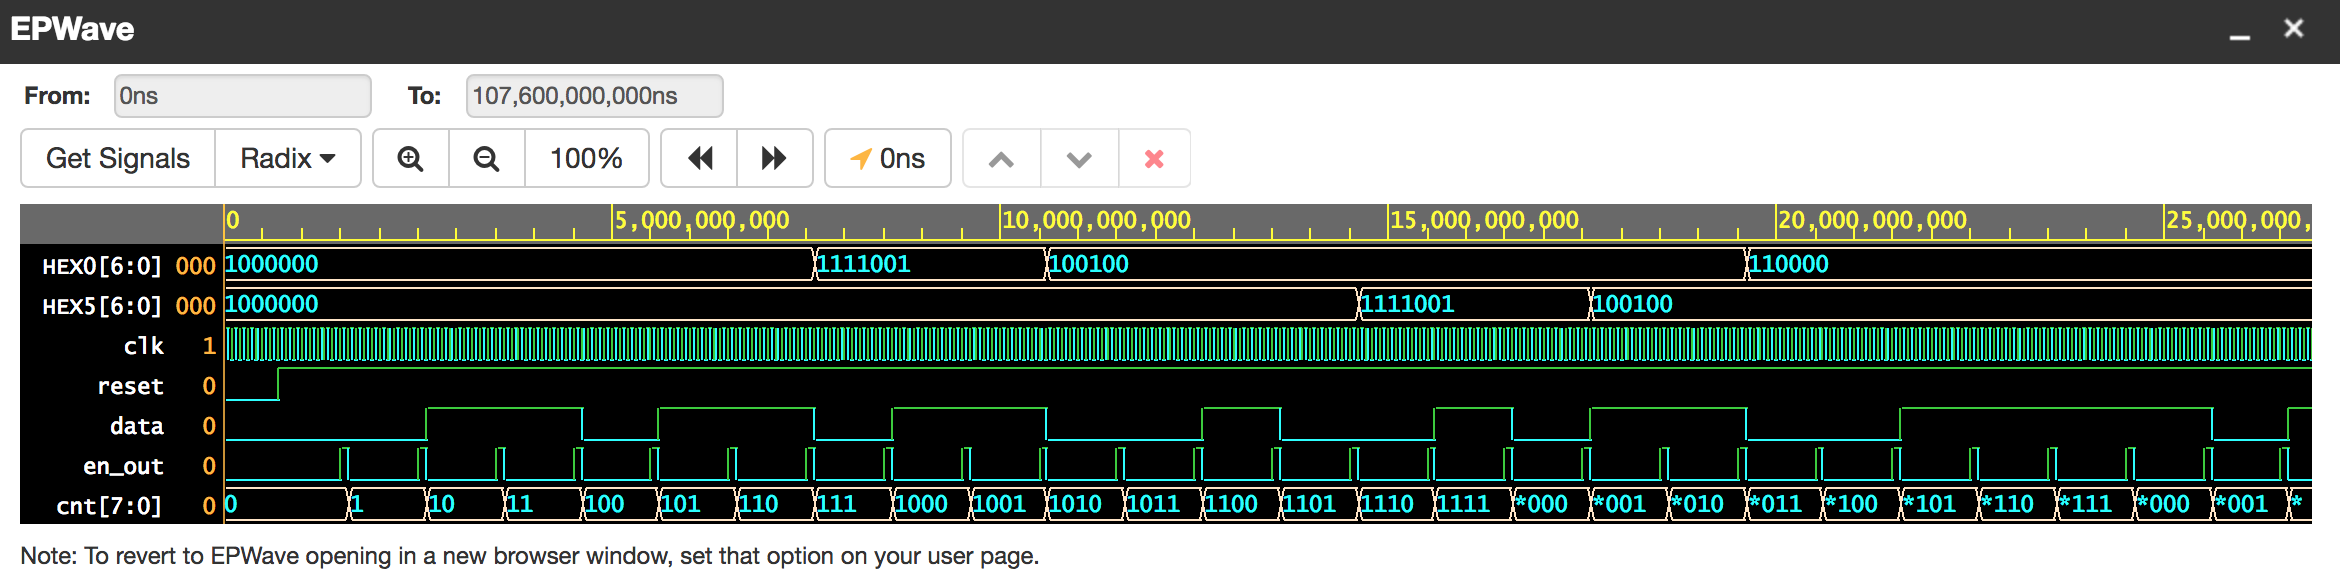 EPWave
From: 0ns To: 107,600,000,000ns
Get Signals Radix 100% 0ns
0 5,000,000,000 10,000,000,000 15,000,000,000 20,000,000,000 25,000,000,
HEX0[6:0] 000 1000000 1111001 100100 110000
HEX5[6:0] 000 1000000 1111001 100100
clk 1
reset 0
data 0
en_out 0
cnt[7:0] 0 0 1 10 11 100 101 110 111 1000 1001 1010 1011 1100 1101 1110 1111 *000 *001 *010 *011 *100 *101 *110 *111 *000 *001 *
Note: To revert to EPWave opening in a new browser window, set that option on your user page.